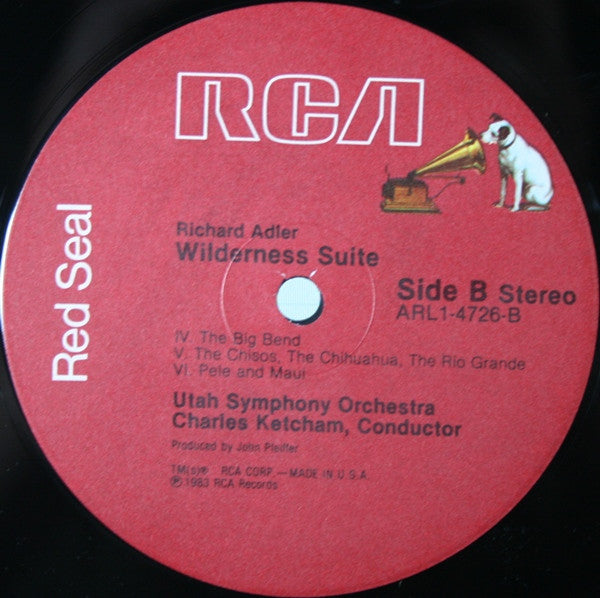 RCA
Red Seal
Richard Adler
Wilderness Suite
Side B Stereo
ARL1-4726-B
IV. The Big Bend
V. The Chisos, The Chihuahua, The Rio Grande
VI. Pele and Maui
Utah Symphony Orchestra
Charles Ketcham, Conductor
Produced by John Pfeiffer
TM(s)® RCA CORP.—MADE IN U.S.A.
℗1983 RCA Records